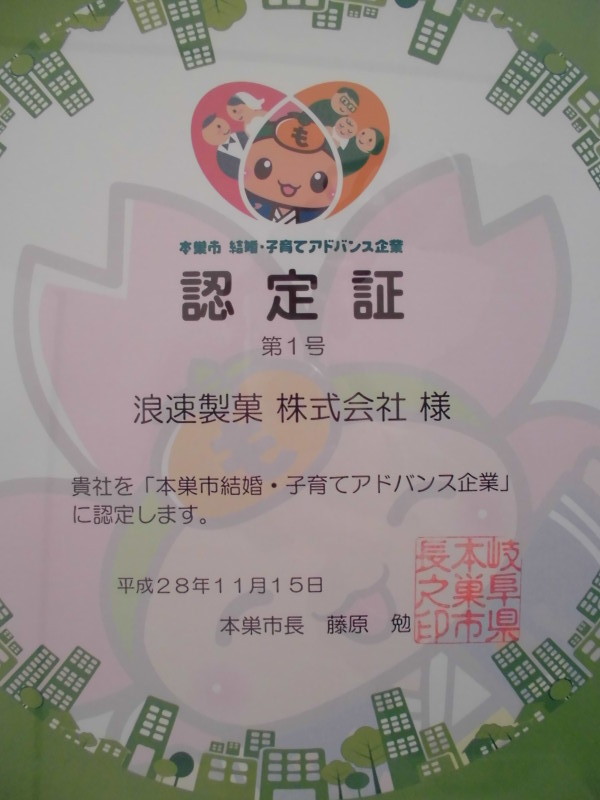 も
本巣市 結婚・子育てアドバンス企業
認定証
第1号
浪速製菓 株式会社 様
貴社を「本巣市結婚・子育てアドバンス企業」
に認定します。
平成28年11月15日
本巣市長 藤原 勉
岐阜県
本巣市
長之印